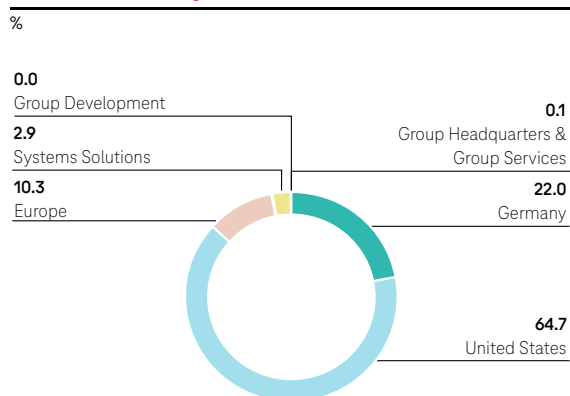 %
0.0
Group Development
2.9
Systems Solutions
10.3
Europe
0.1
Group Headquarters &
Group Services
22.0
Germany
64.7
United States